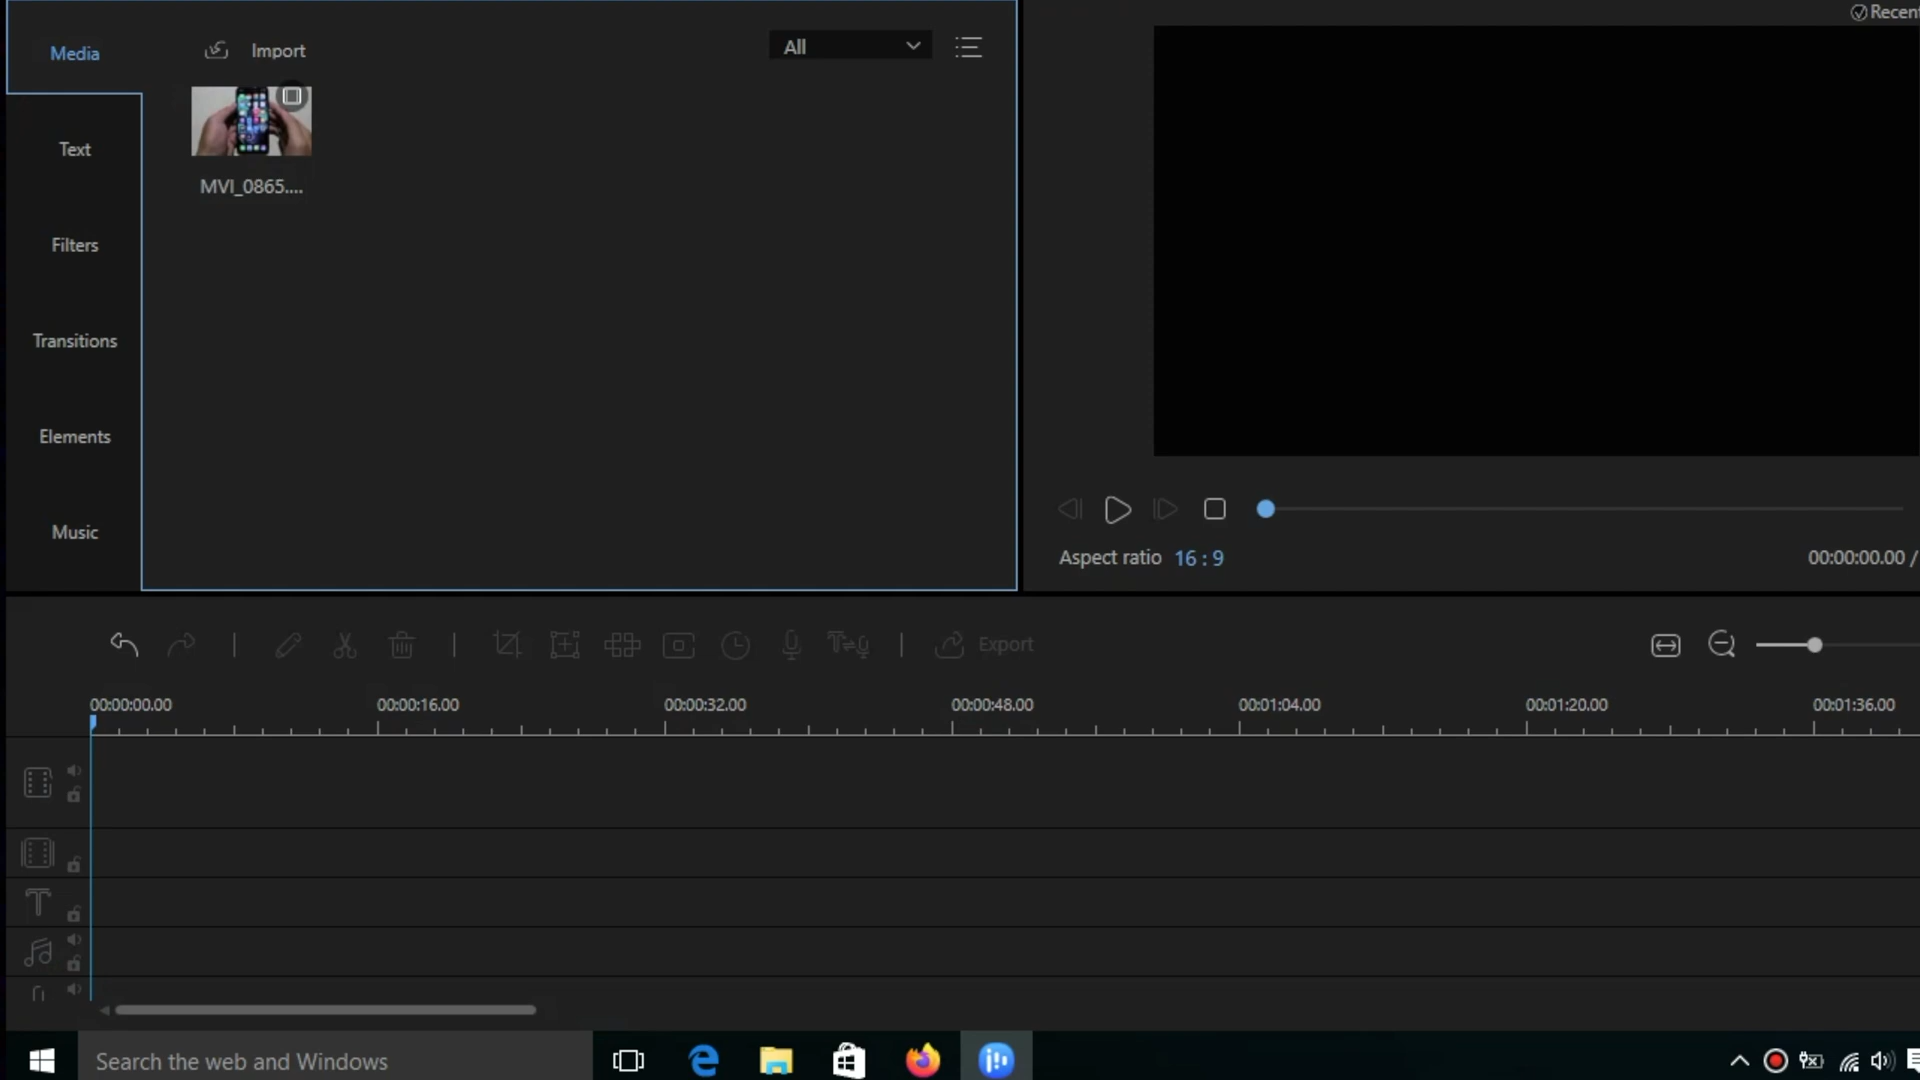 Recent
Media
Import
All
MVI_0865....
Text
Filters
Transitions
Elements
Music
Aspect ratio 16 : 9
00:00:00.00 /
Export
00:00:00.00 00:00:16.00 00:00:32.00 00:00:48.00 00:01:04.00 00:01:20.00 00:01:36.00
Search the web and Windows